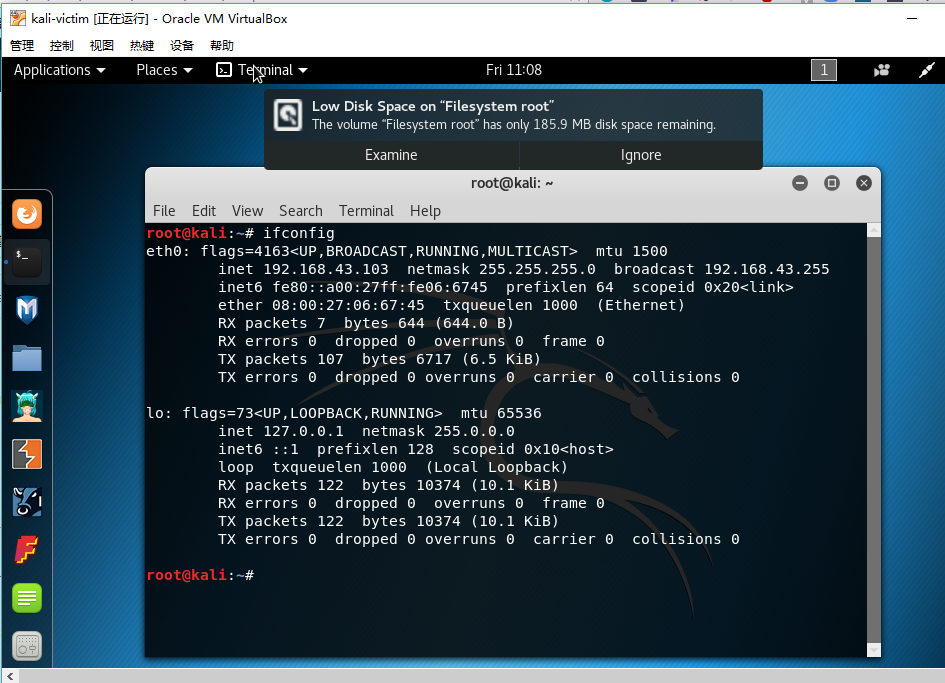 kali-victim [正在运行] - Oracle VM VirtualBox
管理 控制 视图 热键 设备 帮助
Applications Places Terminal Fri 11:08 1
Low Disk Space on “Filesystem root”
The volume “Filesystem root” has only 185.9 MB disk space remaining.
Examine Ignore
root@kali: ~
File Edit View Search Terminal Help
root@kali:~# ifconfig
eth0: flags=4163<UP,BROADCAST,RUNNING,MULTICAST>  mtu 1500
        inet 192.168.43.103  netmask 255.255.255.0  broadcast 192.168.43.255
        inet6 fe80::a00:27ff:fe06:6745  prefixlen 64  scopeid 0x20<link>
        ether 08:00:27:06:67:45  txqueuelen 1000  (Ethernet)
        RX packets 7  bytes 644 (644.0 B)
        RX errors 0  dropped 0  overruns 0  frame 0
        TX packets 107  bytes 6717 (6.5 KiB)
        TX errors 0  dropped 0 overruns 0  carrier 0  collisions 0
lo: flags=73<UP,LOOPBACK,RUNNING>  mtu 65536
        inet 127.0.0.1  netmask 255.0.0.0
        inet6 ::1  prefixlen 128  scopeid 0x10<host>
        loop  txqueuelen 1000  (Local Loopback)
        RX packets 122  bytes 10374 (10.1 KiB)
        RX errors 0  dropped 0  overruns 0  frame 0
        TX packets 122  bytes 10374 (10.1 KiB)
        TX errors 0  dropped 0 overruns 0  carrier 0  collisions 0
root@kali:~#